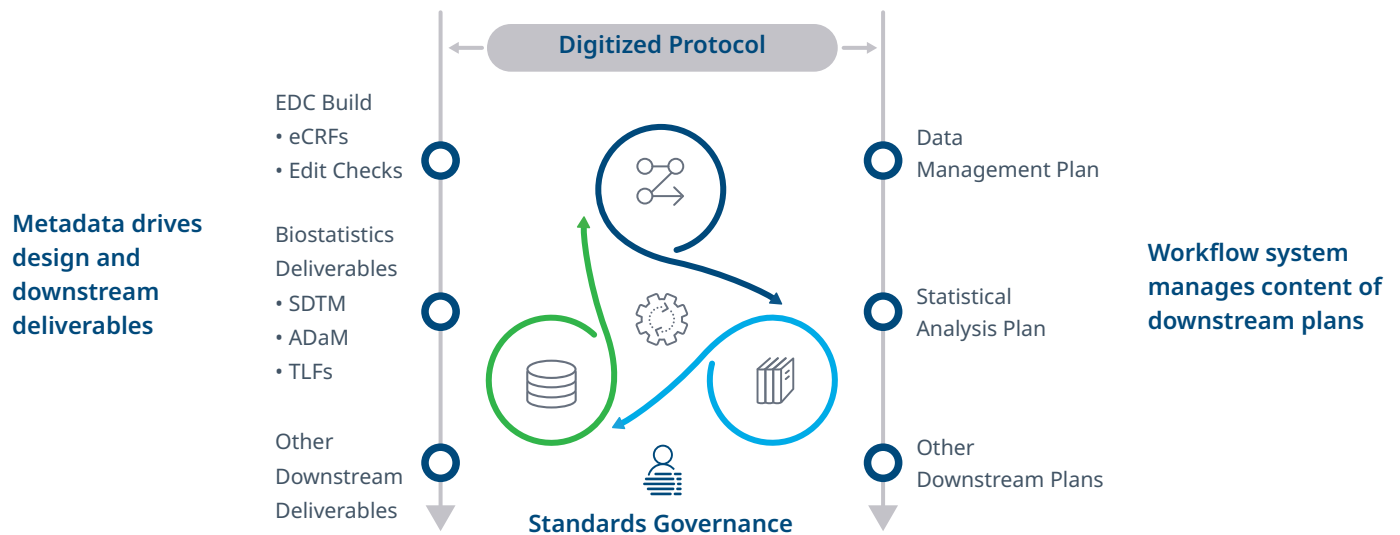 Digitized Protocol
Metadata drives
design and
downstream
deliverables
EDC Build
• eCRFs
• Edit Checks
Biostatistics
Deliverables
• SDTM
• ADaM
• TLFs
Other
Downstream
Deliverables
Standards Governance
Data
Management Plan
Statistical
Analysis Plan
Other
Downstream Plans
Workflow system
manages content of
downstream plans